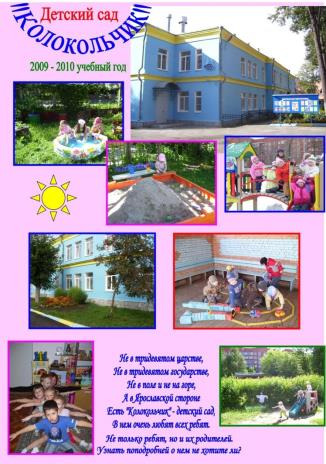 Детский сад
"КОЛОКОЛЬЧИК"
2009 - 2010 учебный год
Не в тридевятом царстве,
Не в тридевятом государстве,
Не в поле и не на горе,
А в Ярославской стороне
Есть "Колокольчик" - детский сад,
В нем очень любят всех ребят.
Не только ребят, но и их родителей.
Узнать поподробней о нем не хотите ли?